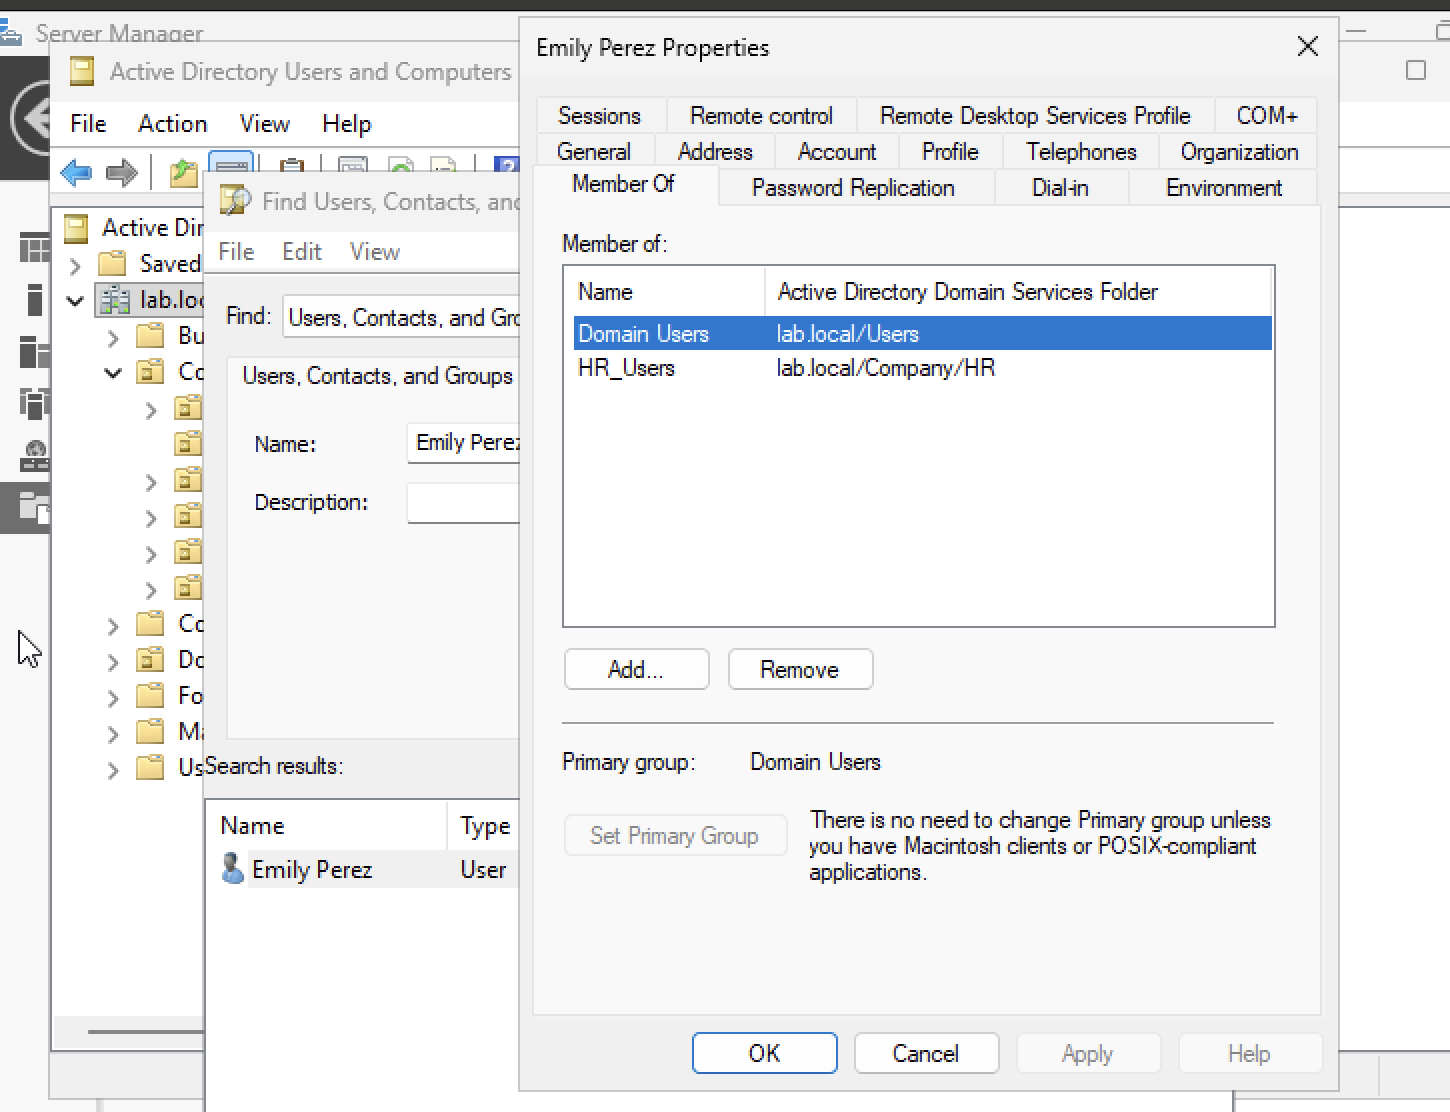 Server Manager
Active Directory Users and Computers
File Action View Help
Active Dir
Saved
lab.loc
Bu
Co
Co
Do
Fo
Ma
Us
Find Users, Contacts, and
File Edit View
Find: Users, Contacts, and Gro
Users, Contacts, and Groups
Name: Emily Perez
Description:
Search results:
Name Type
Emily Perez User
Emily Perez Properties
Sessions Remote control Remote Desktop Services Profile COM+
General Address Account Profile Telephones Organization
Member Of Password Replication Dial-in Environment
Member of:
Name Active Directory Domain Services Folder
Domain Users lab.local/Users
HR_Users lab.local/Company/HR
Add... Remove
Primary group: Domain Users
Set Primary Group
There is no need to change Primary group unless
you have Macintosh clients or POSIX-compliant
applications.
OK Cancel Apply Help